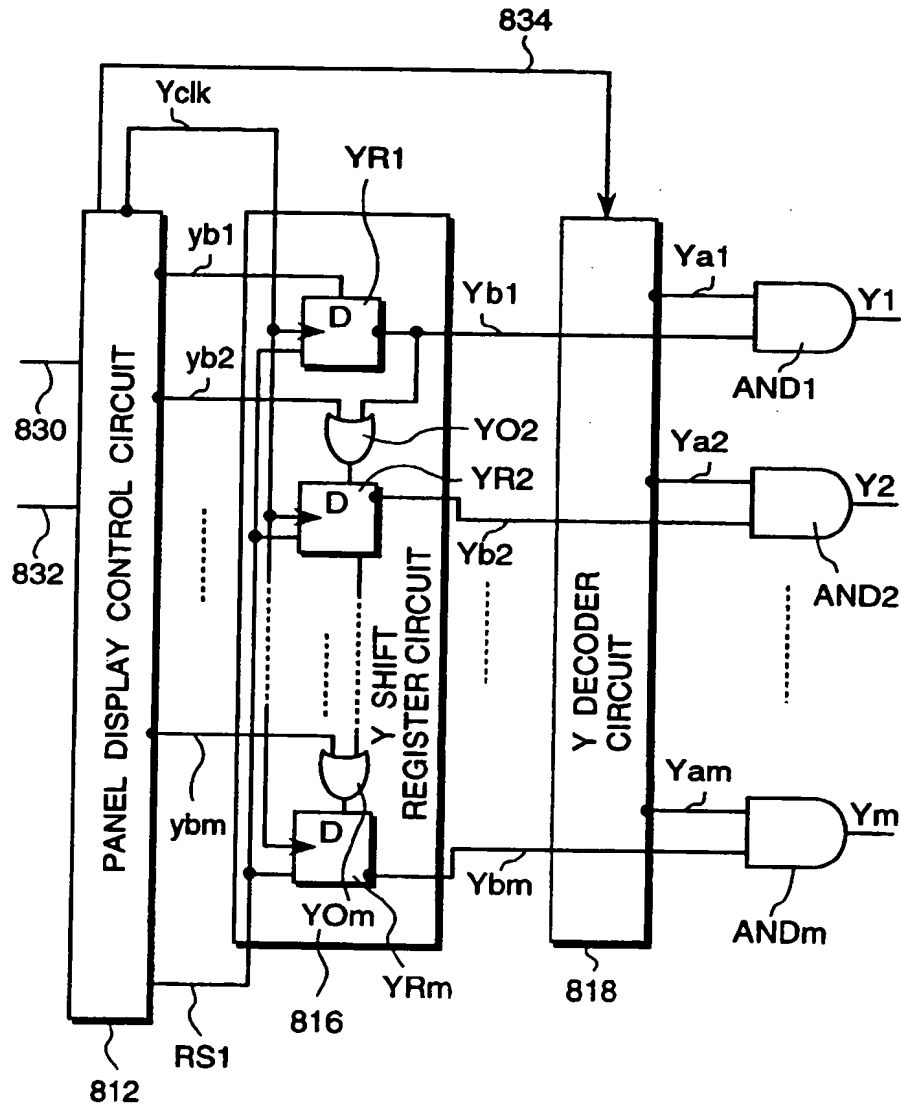 834
Yclk
YR1
yb1
D
Yb1
Ya1
Y1
AND1
830
yb2
YO2
YR2
Ya2
Y2
D
Yb2
AND2
832
PANEL DISPLAY CONTROL CIRCUIT
Y SHIFT
REGISTER CIRCUIT
Y DECODER
CIRCUIT
ybm
D
Yam
Ym
Ybm
ANDm
YOm
YRm
816
818
RS1
812